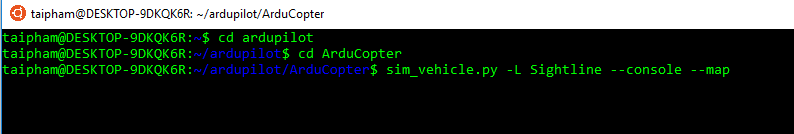 taipham@DESKTOP-9DKQK6R: ~/ardupilot/ArduCopter
taipham@DESKTOP-9DKQK6R:~$ cd ardupilot
taipham@DESKTOP-9DKQK6R:~/ardupilot$ cd ArduCopter
taipham@DESKTOP-9DKQK6R:~/ardupilot/ArduCopter$ sim_vehicle.py -L Sightline --console --map